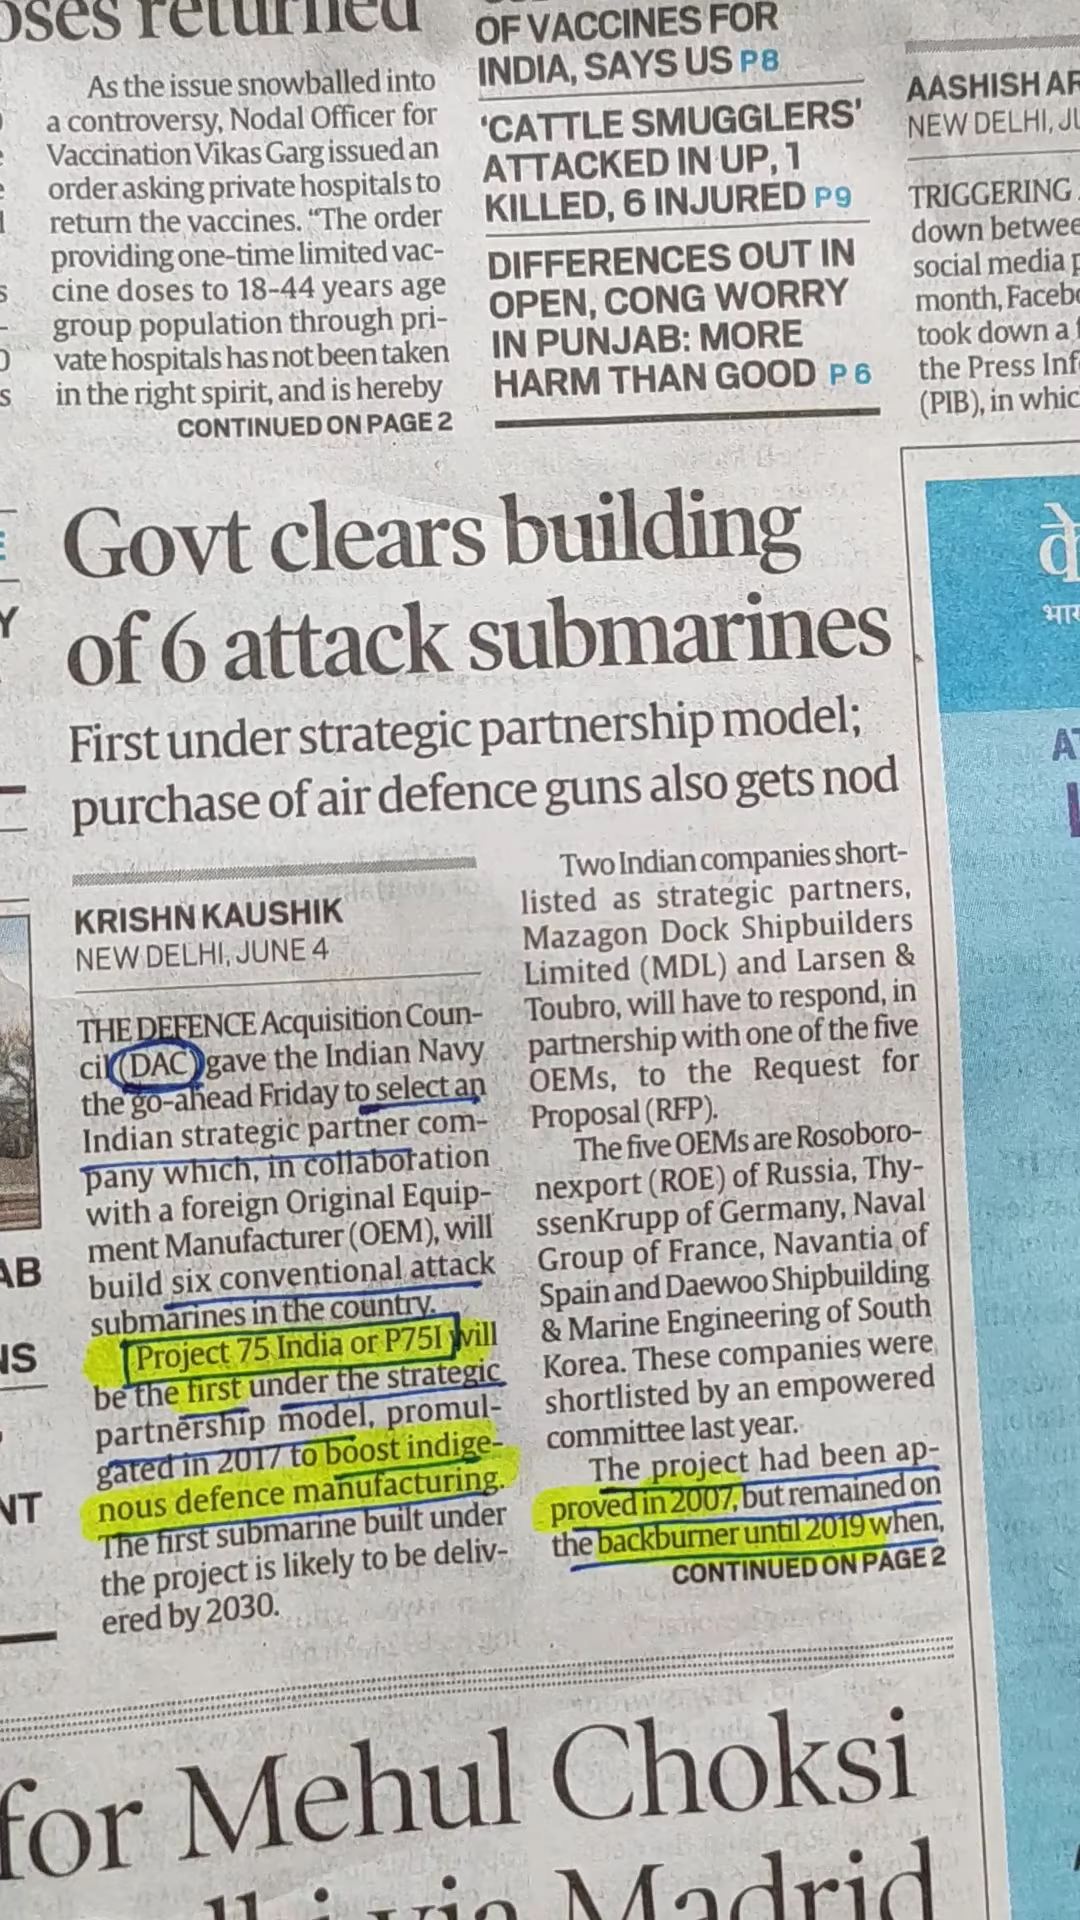 oses returned
As the issue snowballed into
a controversy, Nodal Officer for
Vaccination Vikas Garg issued an
order asking private hospitals to
return the vaccines. “The order
providing one-time limited vac-
cine doses to 18-44 years age
group population through pri-
vate hospitals has not been taken
in the right spirit, and is hereby
CONTINUED ON PAGE 2
OF VACCINES FOR
INDIA, SAYS US P8
‘CATTLE SMUGGLERS’
ATTACKED IN UP, 1
KILLED, 6 INJURED P9
DIFFERENCES OUT IN
OPEN, CONG WORRY
IN PUNJAB: MORE
HARM THAN GOOD P 6
AASHISH AR
NEW DELHI, JU
TRIGGERING
down betwee
social media p
month, Facebo
took down a f
the Press Inf
(PIB), in whic
Govt clears building
of 6 attack submarines
First under strategic partnership model;
purchase of air defence guns also gets nod
KRISHN KAUSHIK
NEW DELHI, JUNE 4
THE DEFENCE Acquisition Coun-
cil (DAC) gave the Indian Navy
the go-ahead Friday to select an
Indian strategic partner com-
pany which, in collaboration
with a foreign Original Equip-
ment Manufacturer (OEM), will
build six conventional attack
submarines in the country.
Project 75 India or P75I will
be the first under the strategic
partnership model, promul-
gated in 2017 to boost indige-
nous defence manufacturing.
The first submarine built under
the project is likely to be deliv-
ered by 2030.
Two Indian companies short-
listed as strategic partners,
Mazagon Dock Shipbuilders
Limited (MDL) and Larsen &
Toubro, will have to respond, in
partnership with one of the five
OEMs, to the Request for
Proposal (RFP).
The five OEMs are Rosoboro-
nexport (ROE) of Russia, Thy-
ssenKrupp of Germany, Naval
Group of France, Navantia of
Spain and Daewoo Shipbuilding
& Marine Engineering of South
Korea. These companies were
shortlisted by an empowered
committee last year.
The project had been ap-
proved in 2007, but remained on
the backburner until 2019 when,
CONTINUED ON PAGE 2
के
भार
AT
AB
NS
NT
for Mehul Choksi
via Madrid